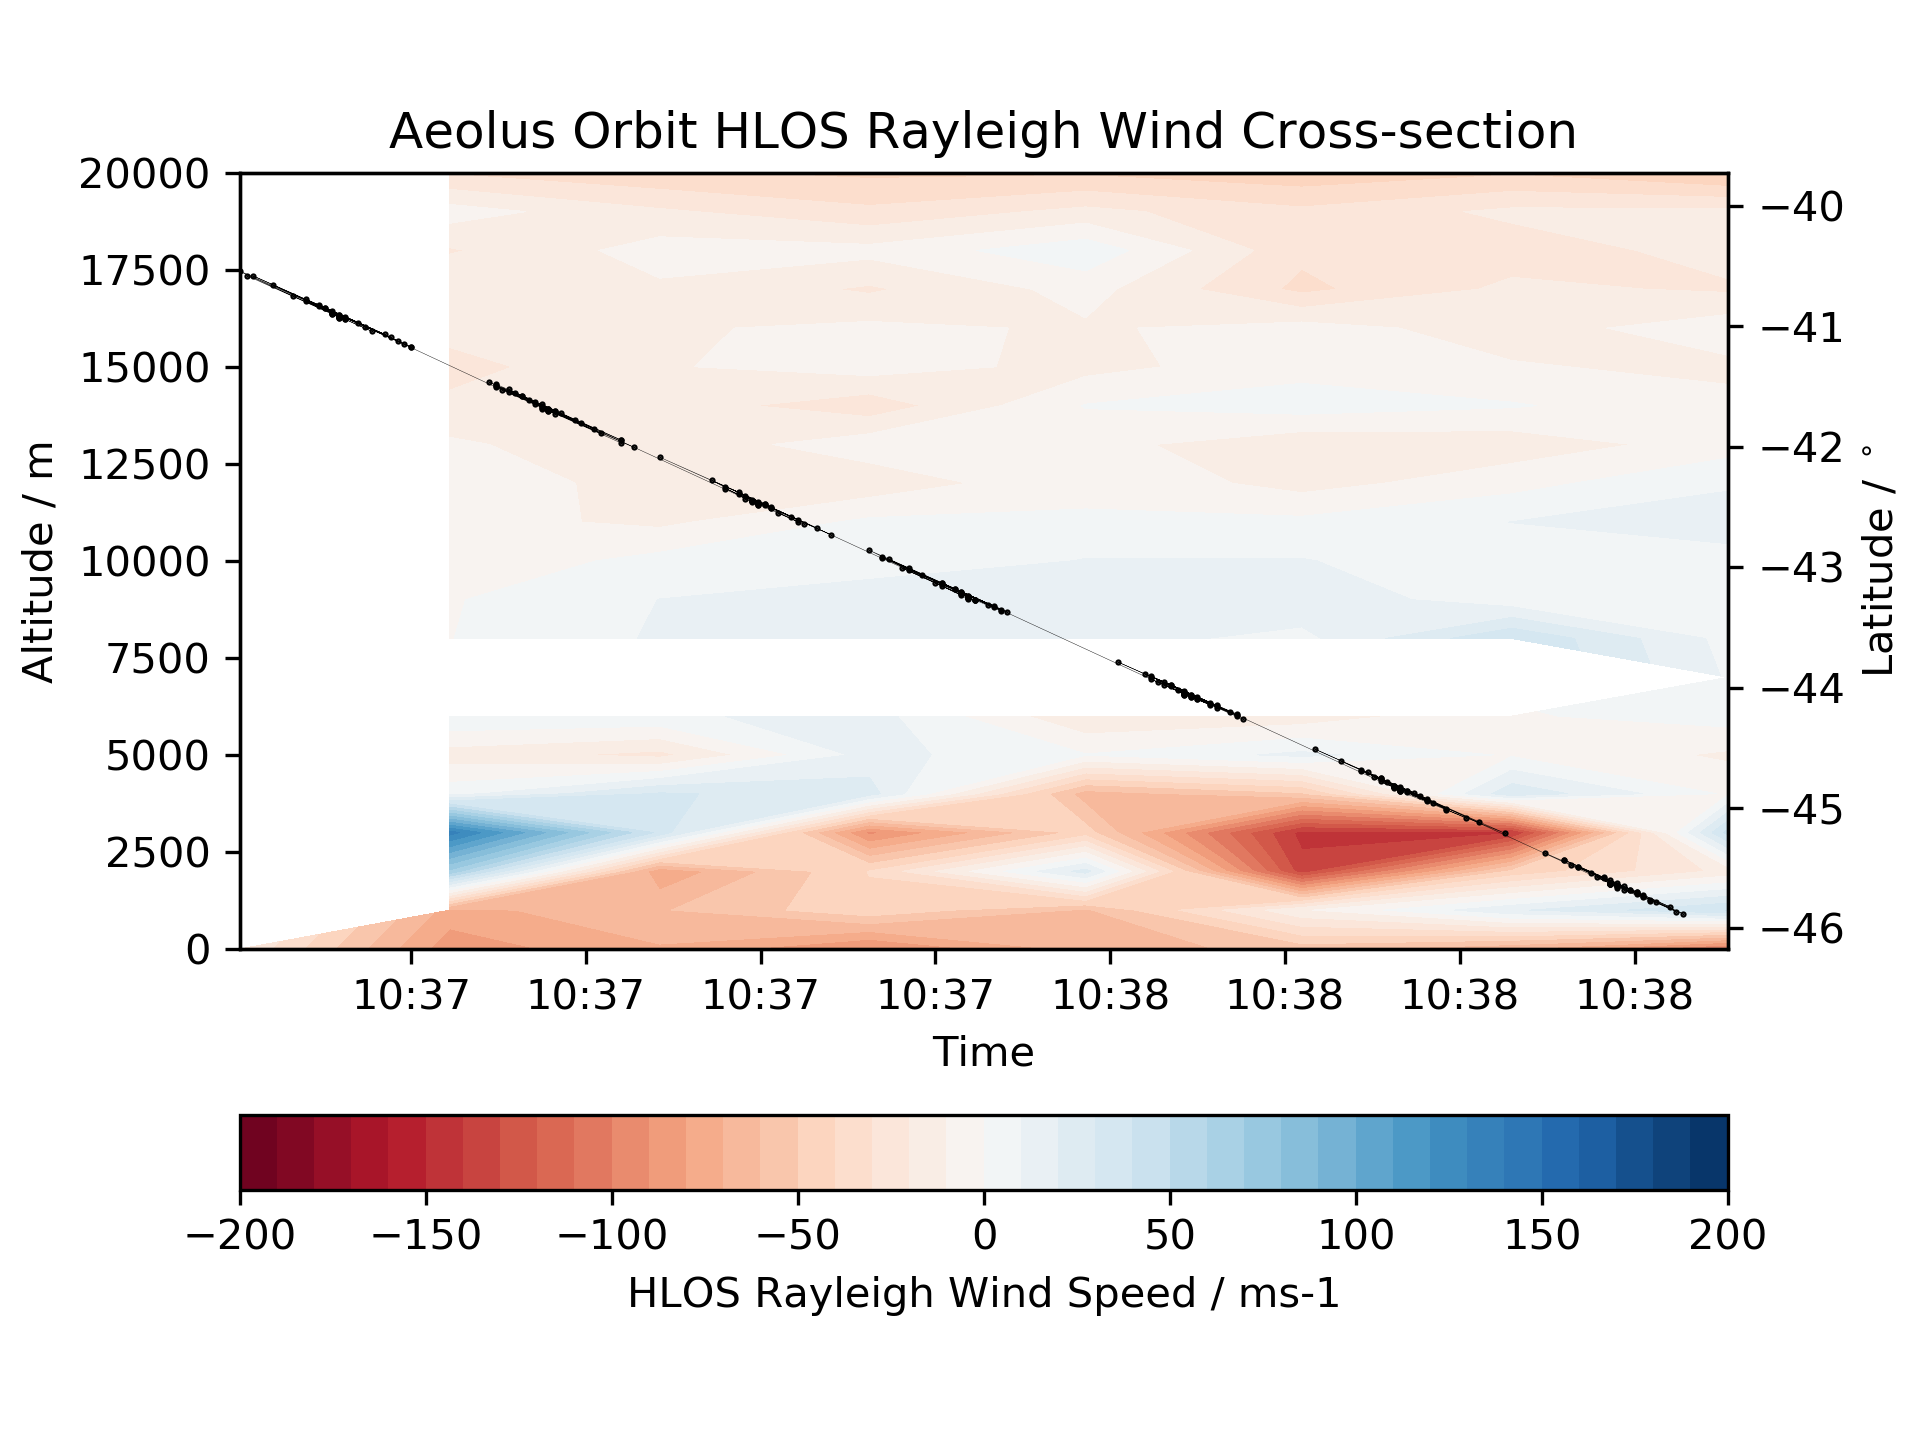 Aeolus Orbit HLOS Rayleigh Wind Cross-section
20000
17500
15000
12500
10000
7500
5000
2500
0
Altitude / m
−40
−41
−42
−43
−44
−45
−46
Latitude / °
10:37 10:37 10:37 10:37 10:38 10:38 10:38 10:38
Time
−200 −150 −100 −50 0 50 100 150 200
HLOS Rayleigh Wind Speed / ms-1